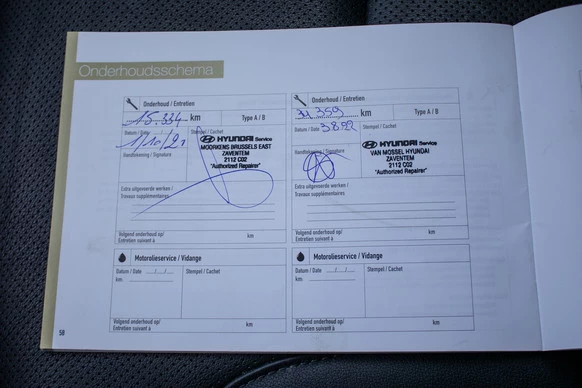 Onderhoudsschema
Onderhoud / Entretien
15.334 km
Type A / B
Datum / Date
1/10/21
Stempel / Cachet
HYUNDAI Service
MOORKENS BRUSSELS EAST
ZAVENTEM
2112 C02
"Authorized Repairer"
Handtekening / Signature
Extra uitgevoerde werken /
Travaux supplémentaires
Volgend onderhoud op/
Entretien suivant à
km
Onderhoud / Entretien
31 359 km
Type A / B
Datum / Date 3 8 22
Stempel / Cachet
HYUNDAI Service
VAN MOSSEL HYUNDAI
ZAVENTEM
2112 C02
"Authorized Repairer"
Handtekening / Signature
Extra uitgevoerde werken /
Travaux supplémentaires
Volgend onderhoud op/
Entretien suivant à
km
Motorolieservice / Vidange
Datum / Date .../.../...
km
Stempel / Cachet
Volgend onderhoud op/
Entretien suivant à
km
Motorolieservice / Vidange
Datum / Date .../.../...
km
Stempel / Cachet
Volgend onderhoud op/
Entretien suivant à
km
58